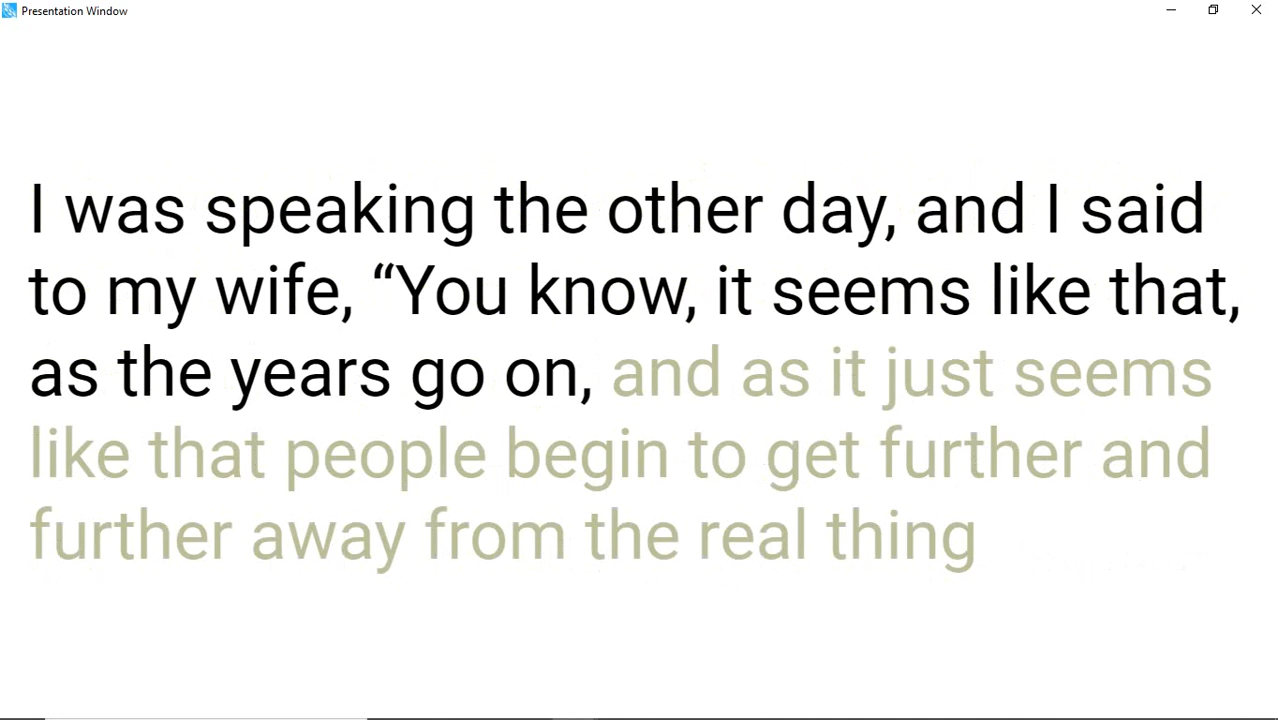 Presentation Window
I was speaking the other day, and I said
to my wife, “You know, it seems like that,
as the years go on, and as it just seems
like that people begin to get further and
further away from the real thing